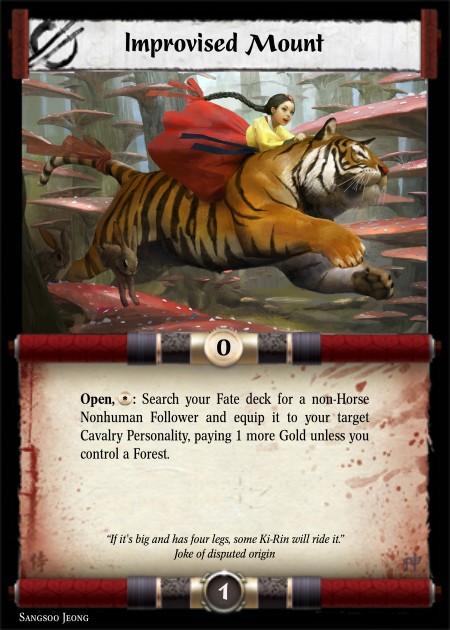 Improvised Mount
0
Open, : Search your Fate deck for a non-Horse
Nonhuman Follower and equip it to your target
Cavalry Personality, paying 1 more Gold unless you
control a Forest.
"If it's big and has four legs, some Ki-Rin will ride it."
Joke of disputed origin
侍
1
Sangsoo Jeong